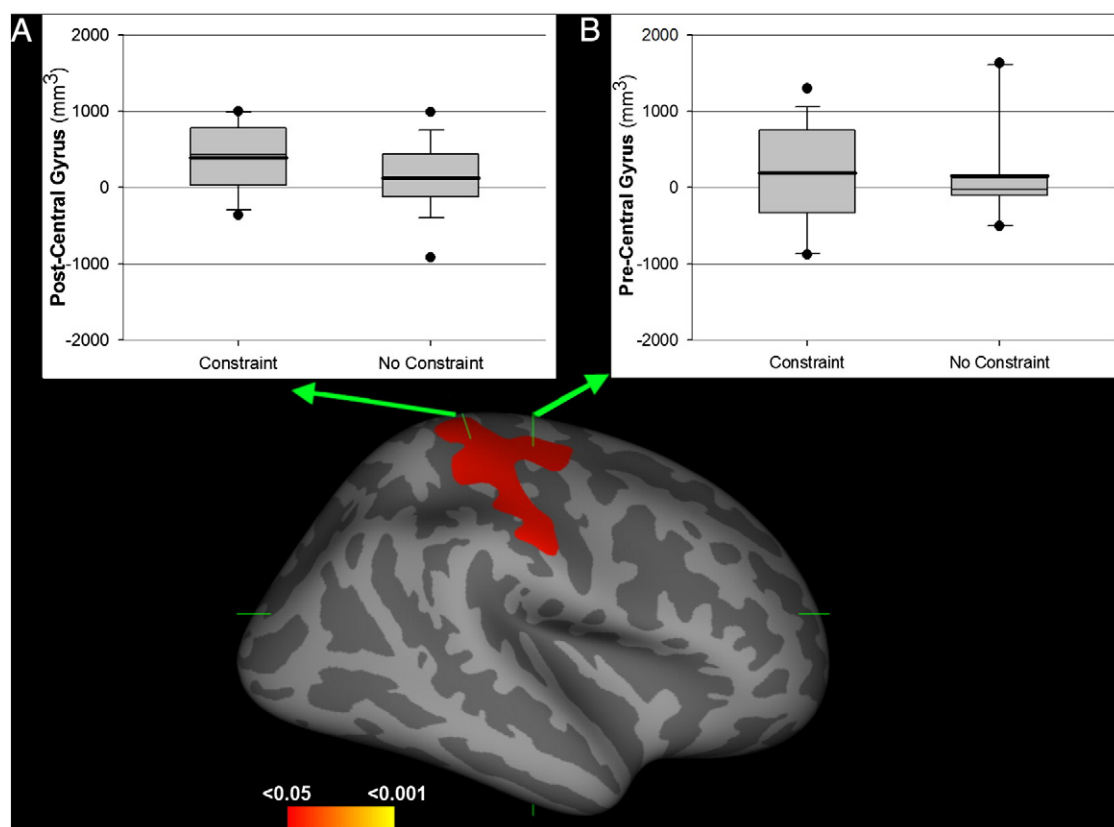 A
Post-Central Gyrus (mm³)
2000
1000
0
-1000
-2000
Constraint
No Constraint
B
Pre-Central Gyrus (mm³)
2000
1000
0
-1000
-2000
Constraint
No Constraint
<0.05
<0.001